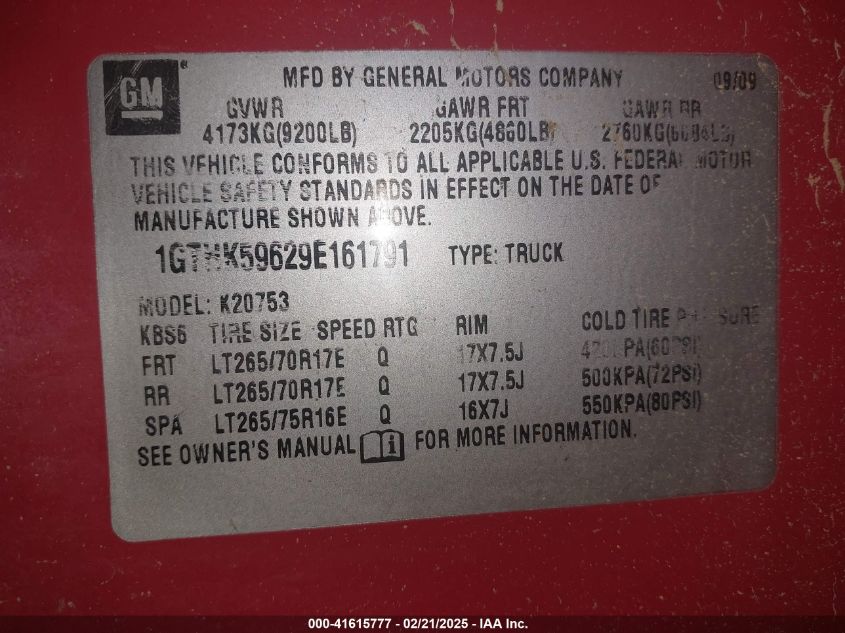 GM
MFD BY GENERAL MOTORS COMPANY 09/09
GVWR GAWR FRT GAWR RR
4173KG(9200LB) 2205KG(4860LB) 2760KG
THIS VEHICLE CONFORMS TO ALL APPLICABLE U.S. FEDERAL MOTOR
VEHICLE SAFETY STANDARDS IN EFFECT ON THE DATE OF
MANUFACTURE SHOWN ABOVE.
1GTHK59629E161791 TYPE: TRUCK
MODEL: K20753
KBS6 TIRE SIZE SPEED RTG RIM COLD TIRE PRESSURE
FRT LT265/70R17E Q 17X7.5J 420KPA(60PSI)
RR LT265/70R17E Q 17X7.5J 500KPA(72PSI)
SPA LT265/75R16E Q 16X7J 550KPA(80PSI)
SEE OWNER'S MANUAL FOR MORE INFORMATION.
000-41615777 - 02/21/2025 - IAA Inc.